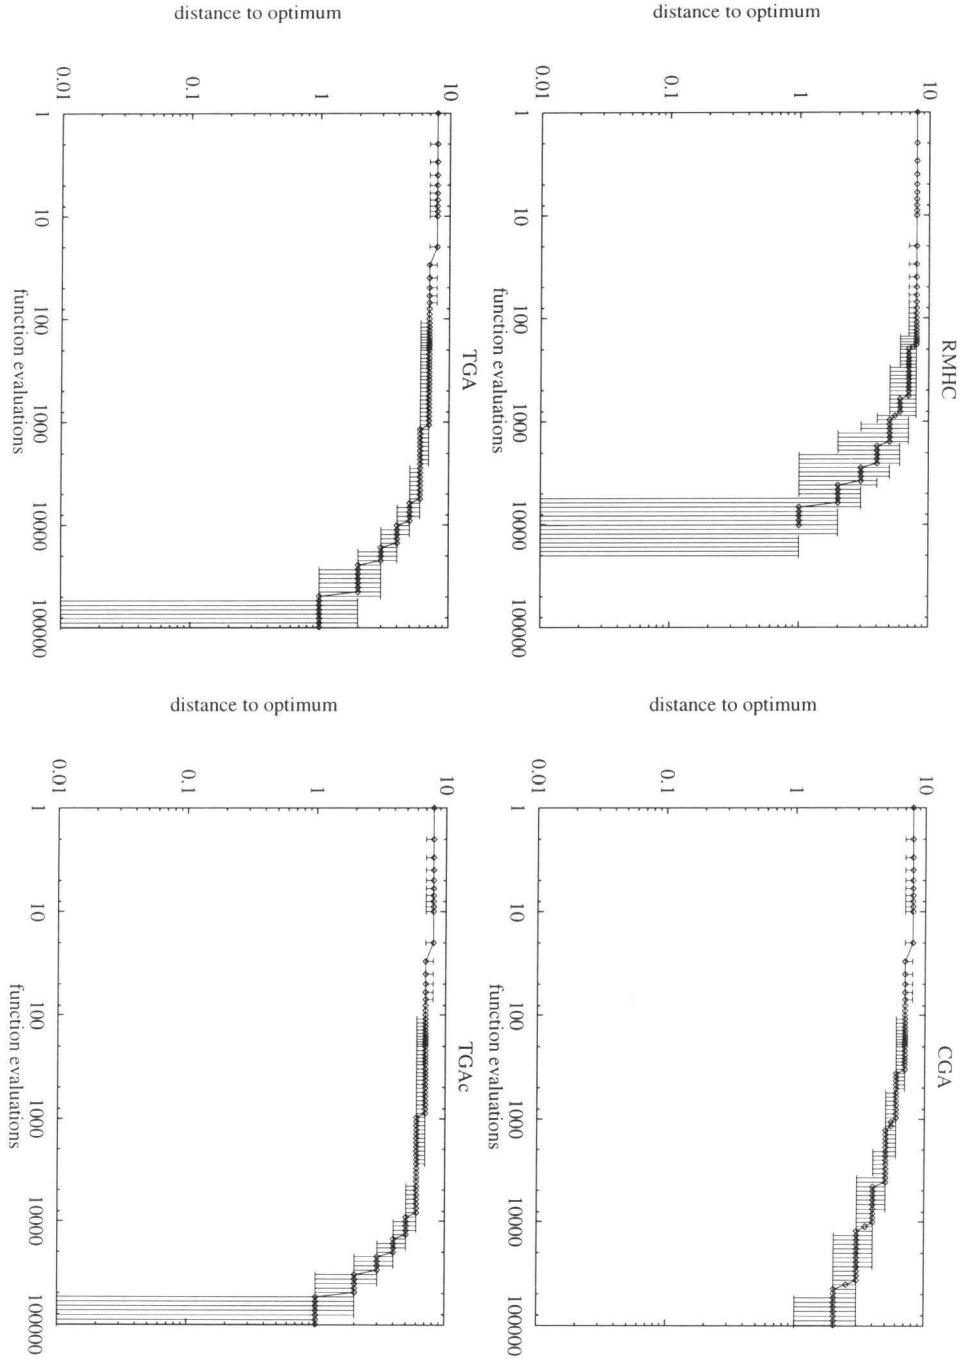 RMHC
distance to optimum
10
1
0.1
0.01
1 10 100 1000 10000 100000
function evaluations
CGA
distance to optimum
10
1
0.1
0.01
1 10 100 1000 10000 100000
function evaluations
TGA
distance to optimum
10
1
0.1
0.01
1 10 100 1000 10000 100000
function evaluations
TGAc
distance to optimum
10
1
0.1
0.01
1 10 100 1000 10000 100000
function evaluations